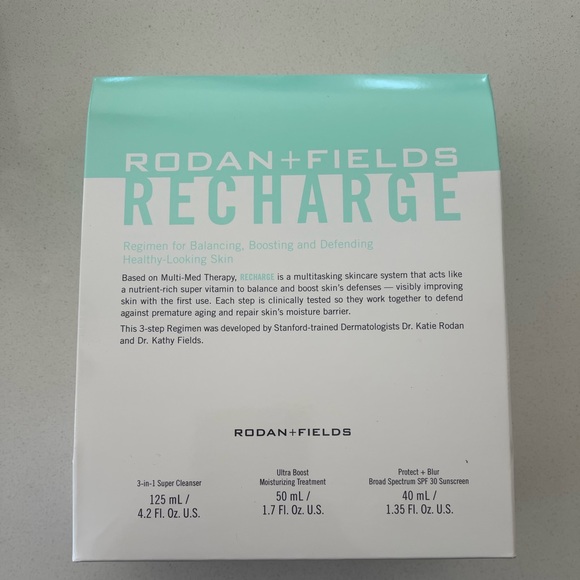 RODAN+FIELDS
RECHARGE
Regimen for Balancing, Boosting and Defending
Healthy-Looking Skin
Based on Multi-Med Therapy, RECHARGE is a multitasking skincare system that acts like
a nutrient-rich super vitamin to balance and boost skin's defenses — visibly improving
skin with the first use. Each step is clinically tested so they work together to defend
against premature aging and repair skin's moisture barrier.
This 3-step Regimen was developed by Stanford-trained Dermatologists Dr. Katie Rodan
and Dr. Kathy Fields.
RODAN+FIELDS
3-in-1 Super Cleanser
125 mL /
4.2 Fl. Oz. U.S.
Ultra Boost
Moisturizing Treatment
50 mL /
1.7 Fl. Oz. U.S.
Protect + Blur
Broad Spectrum SPF 30 Sunscreen
40 mL /
1.35 Fl. Oz. U.S.